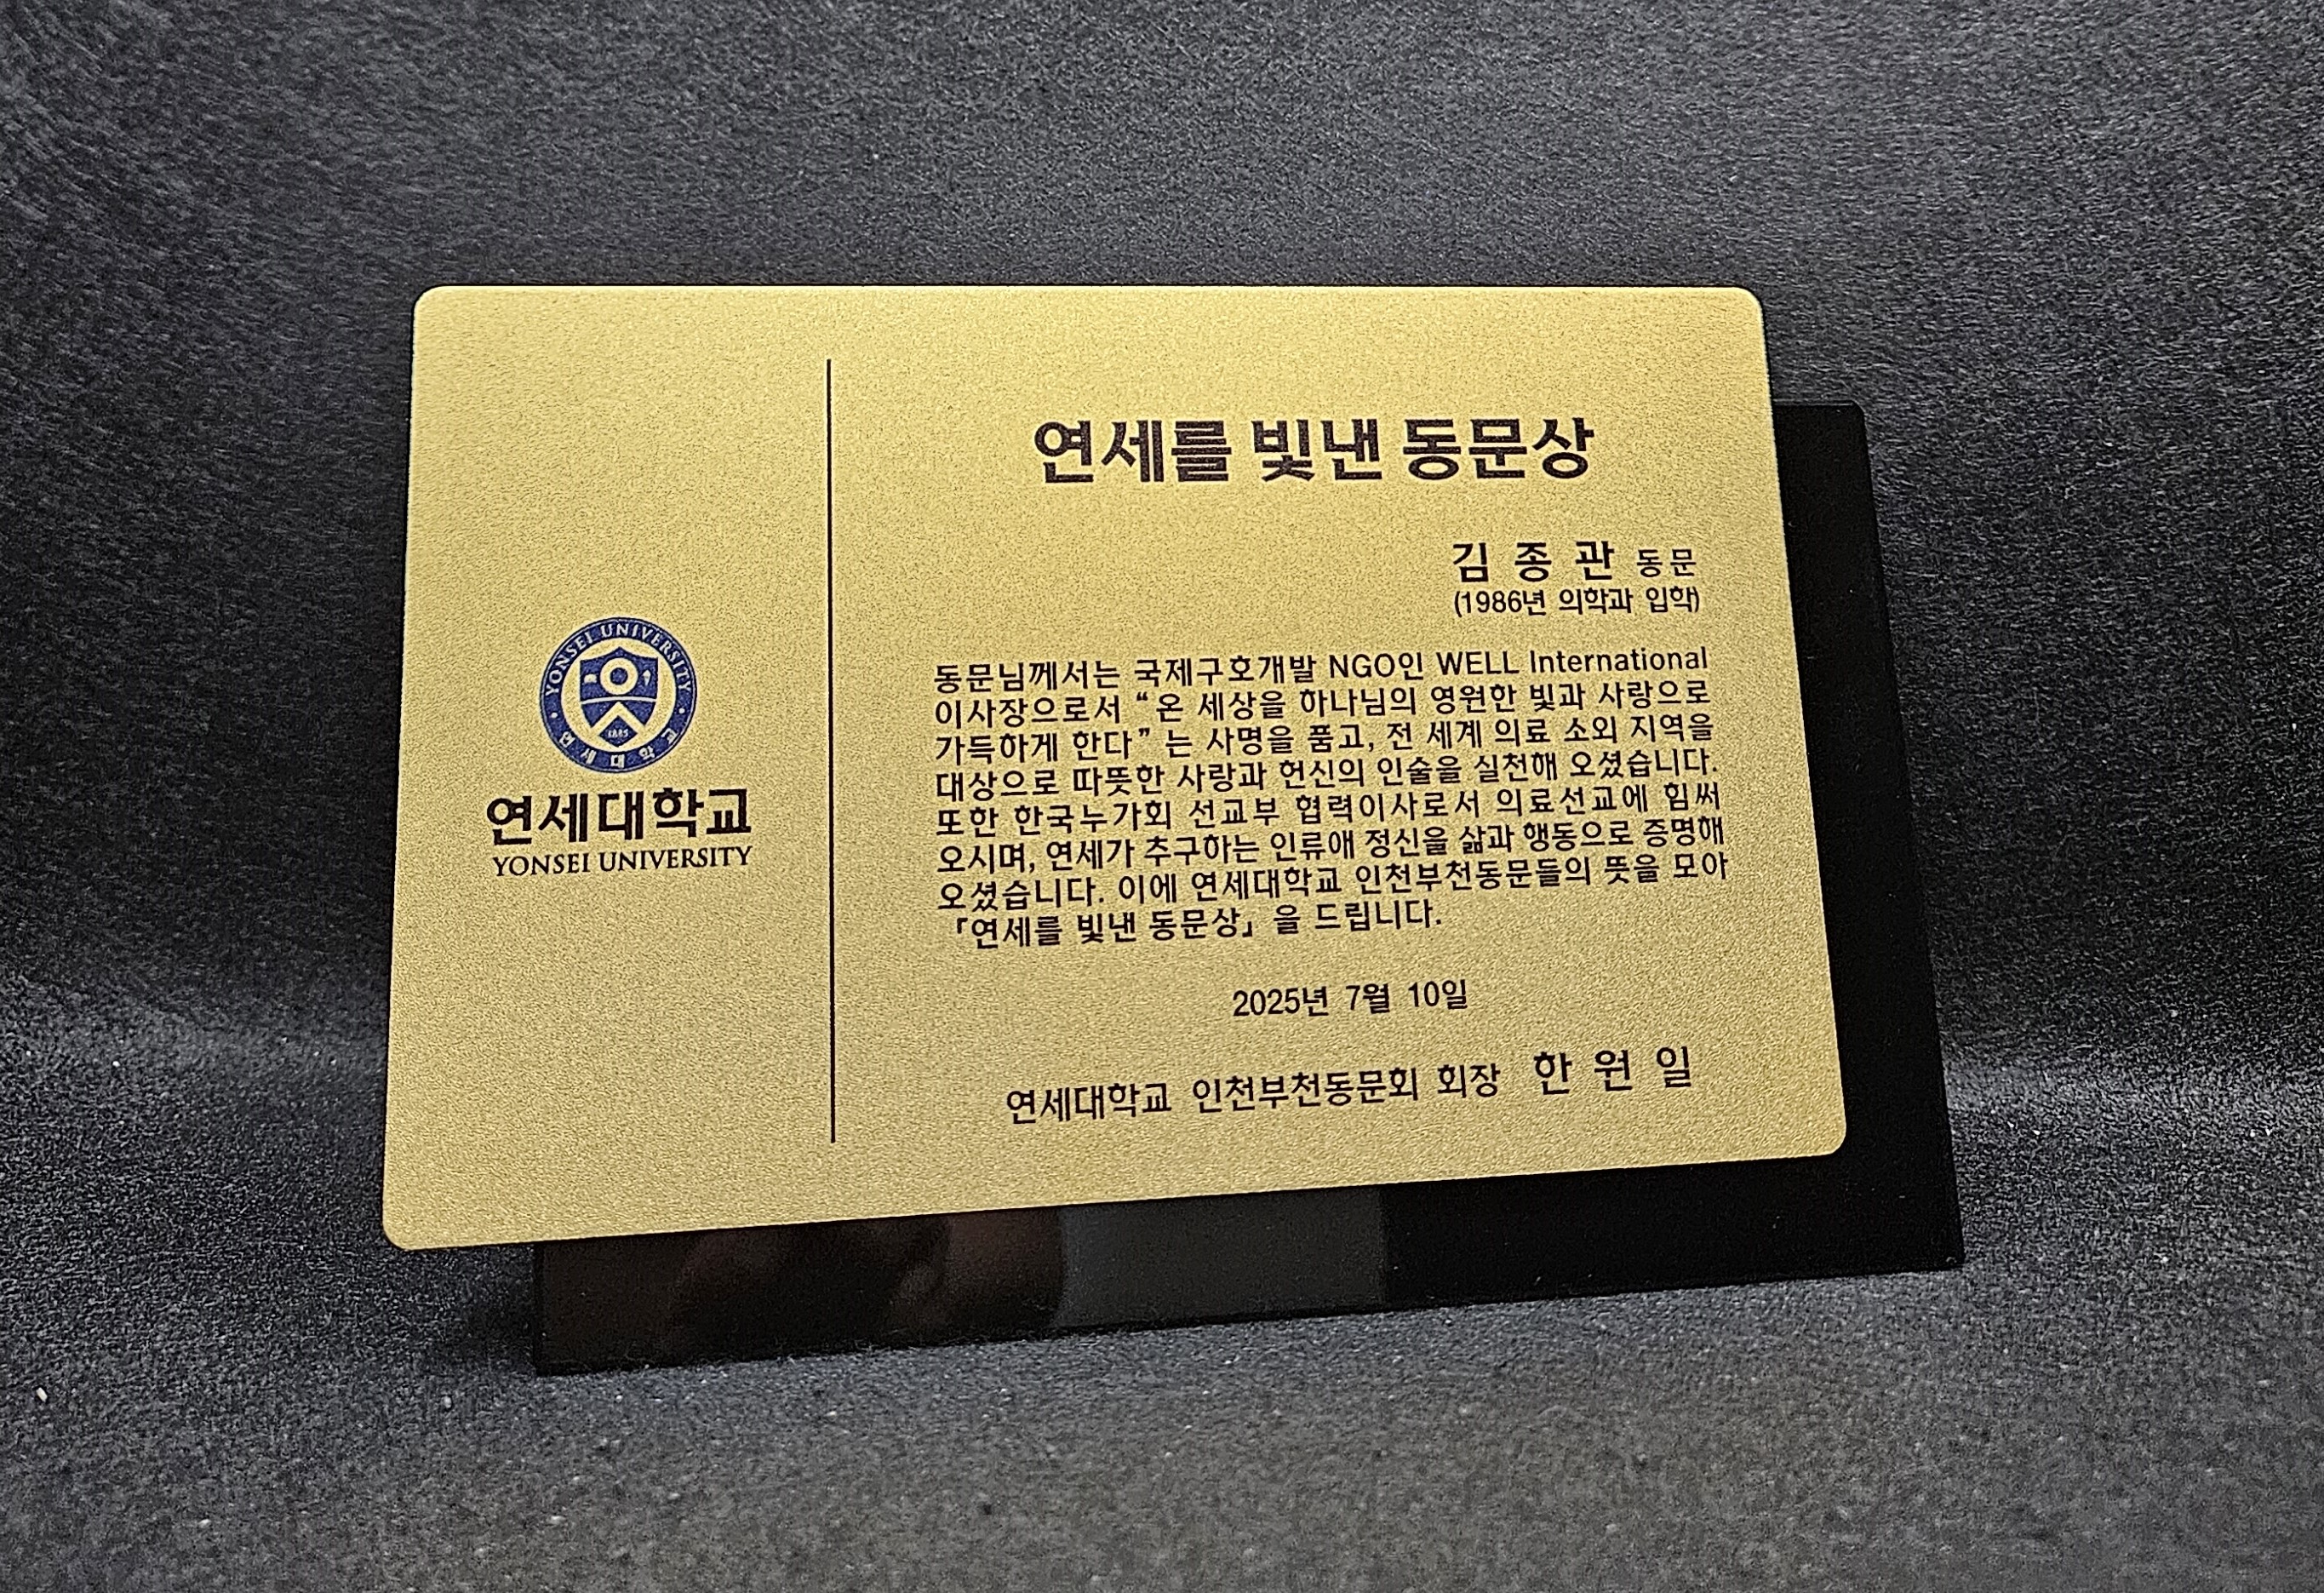 연세를 빛낸 동문상
김 종 관 동문
(1986년 의학과 입학)
동문님께서는 국제구호개발 NGO인 WELL International
이사장으로서 “온 세상을 하나님의 영원한 빛과 사랑으로
가득하게 한다” 는 사명을 품고, 전 세계 의료 소외 지역을
대상으로 따뜻한 사랑과 헌신의 인술을 실천해 오셨습니다.
또한 한국누가회 선교부 협력이사로서 의료선교에 힘써
오시며, 연세가 추구하는 인류애 정신을 삶과 행동으로 증명해
오셨습니다. 이에 연세대학교 인천부천동문들의 뜻을 모아
「연세를 빛낸 동문상」을 드립니다.
2025년 7월 10일
연세대학교 인천부천동문회 회장 한 원 일
YONSEI UNIVERSITY
1885
연세대학교
연세대학교
YONSEI UNIVERSITY